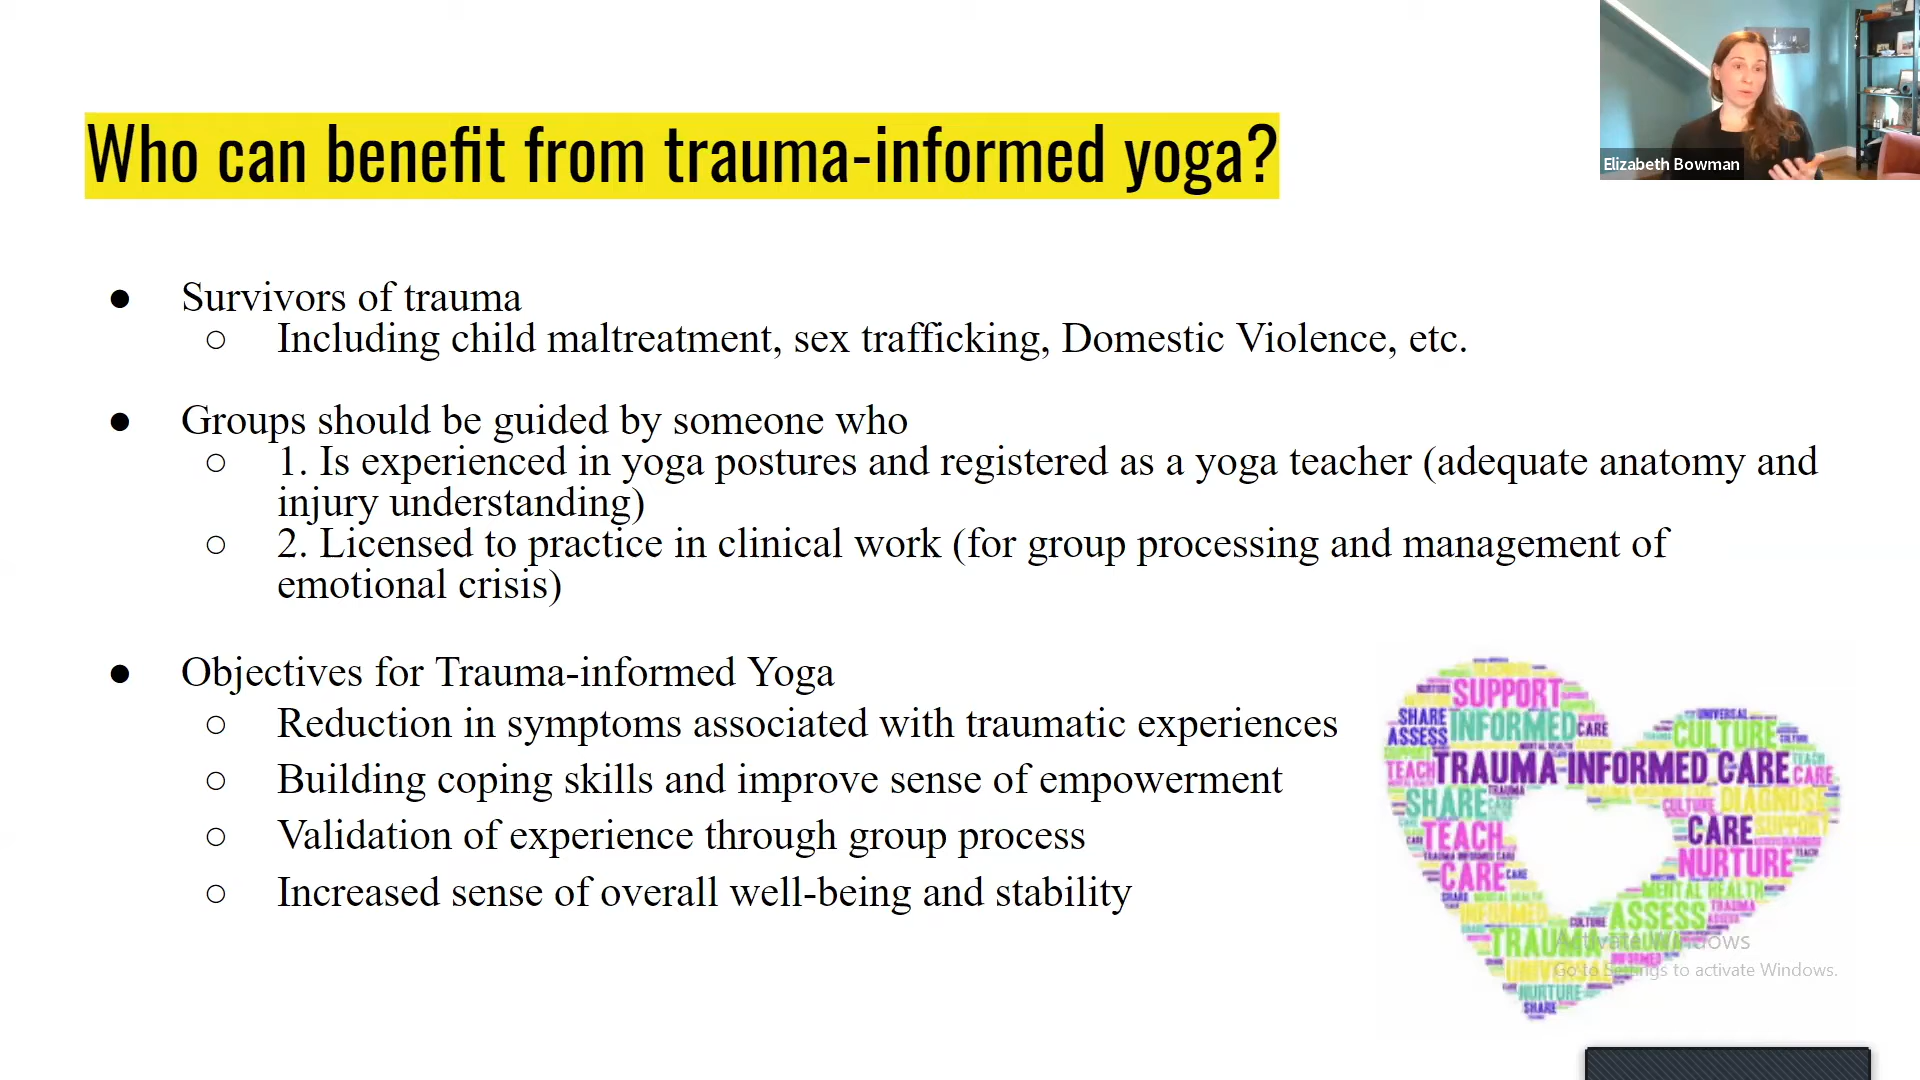 Who can benefit from trauma-informed yoga?
Elizabeth Bowman
● Survivors of trauma
○ Including child maltreatment, sex trafficking, Domestic Violence, etc.
● Groups should be guided by someone who
○ 1. Is experienced in yoga postures and registered as a yoga teacher (adequate anatomy and
injury understanding)
○ 2. Licensed to practice in clinical work (for group processing and management of
emotional crisis)
● Objectives for Trauma-informed Yoga
○ Reduction in symptoms associated with traumatic experiences
○ Building coping skills and improve sense of empowerment
○ Validation of experience through group process
○ Increased sense of overall well-being and stability
SUPPORT
SHARE INFORMED CARE
UNIVERSAL
ASSESS
CULTURE
TEACH TRAUMA-INFORMED CARE CARE
SHARE TRAUMA
CULTURE DIAGNOSE
TEACH
CARE SUPPORT
NURTURE
CARE CARE
MENTAL HEALTH
INFORMED
CULTURE ASSESS TRAUMA
TRAUMA
UNIVERSAL
NURTURE
SHARE
Activate Windows
Go to Settings to activate Windows.